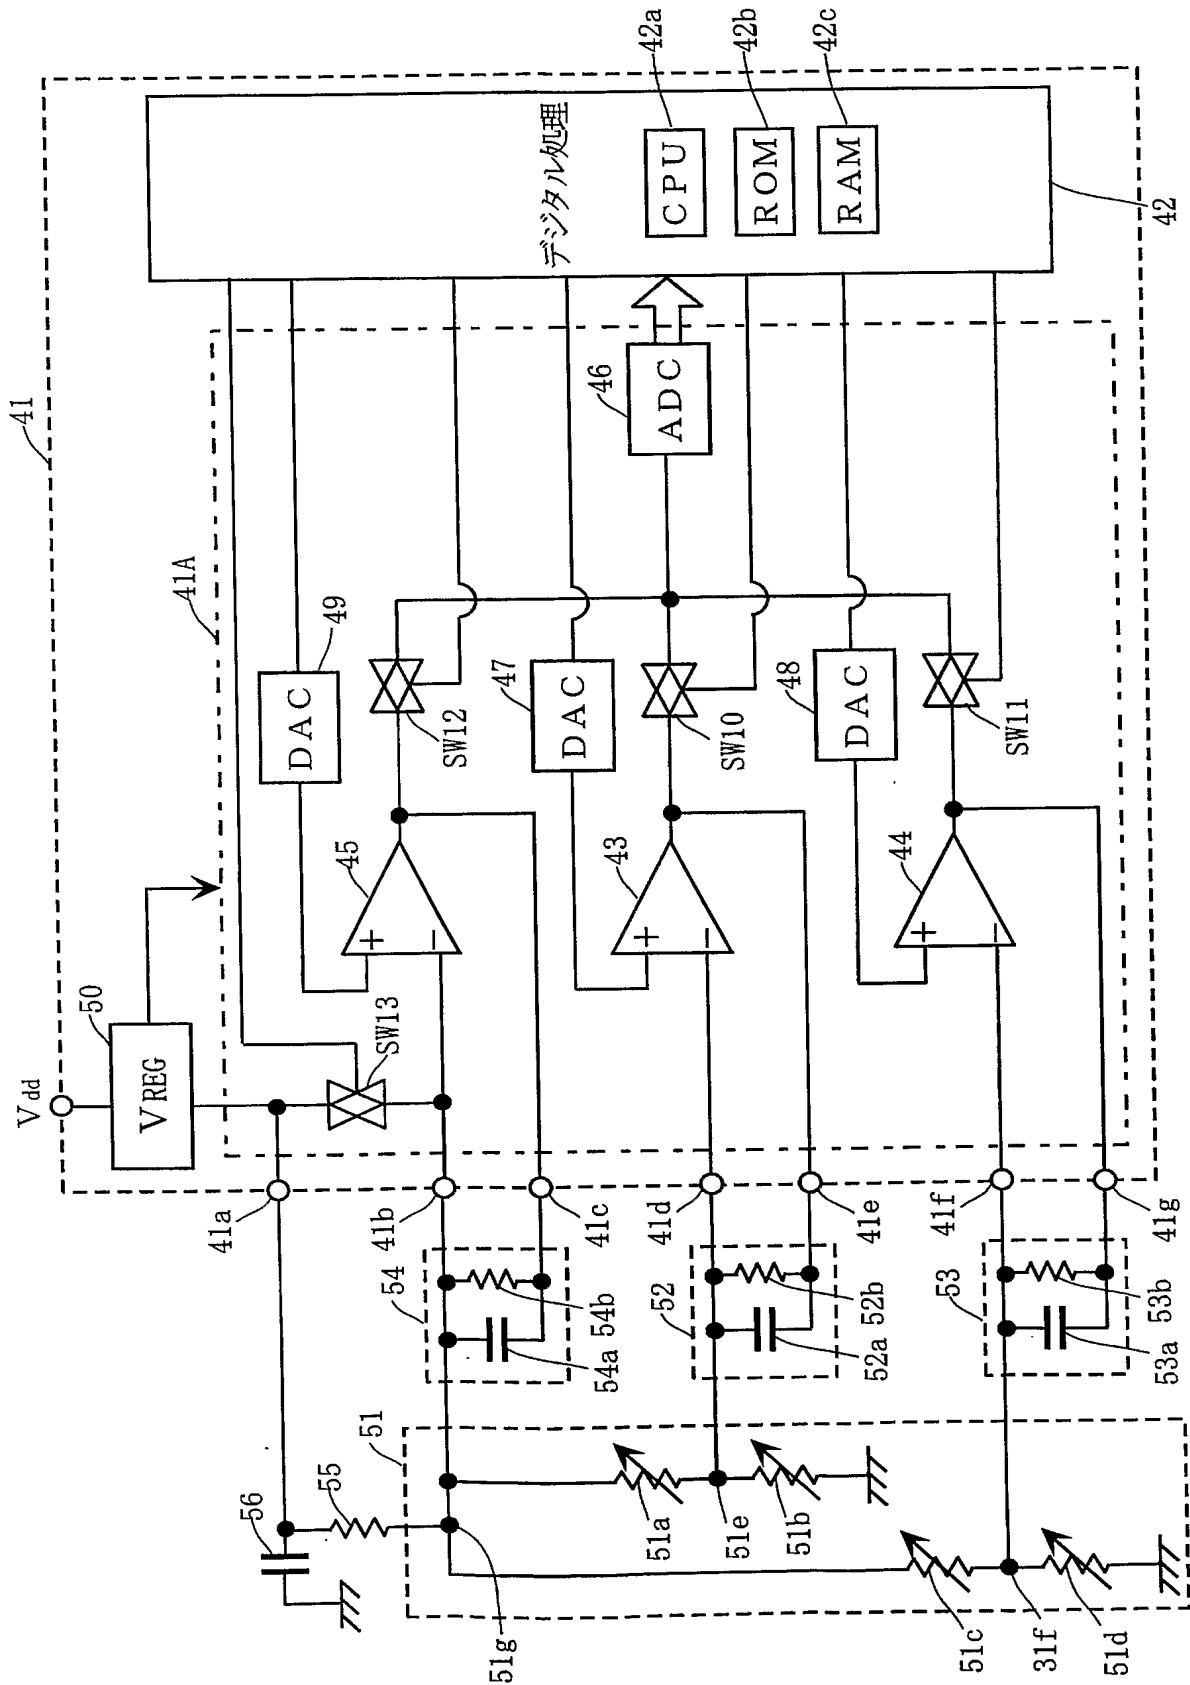 41
42
42a
42b
42c
デジタル処理
CPU
ROM
RAM
41A
46
ADC
49
DAC
47
DAC
48
DAC
SW12
SW10
SW11
45
+
−
43
+
−
44
+
−
Vdd
50
VREG
SW13
41a
41b
41c
41d
41e
41f
41g
54
54a
54b
52
52a
52b
53
53a
53b
56
55
51
51g
51a
51e
51b
51c
31f
51d